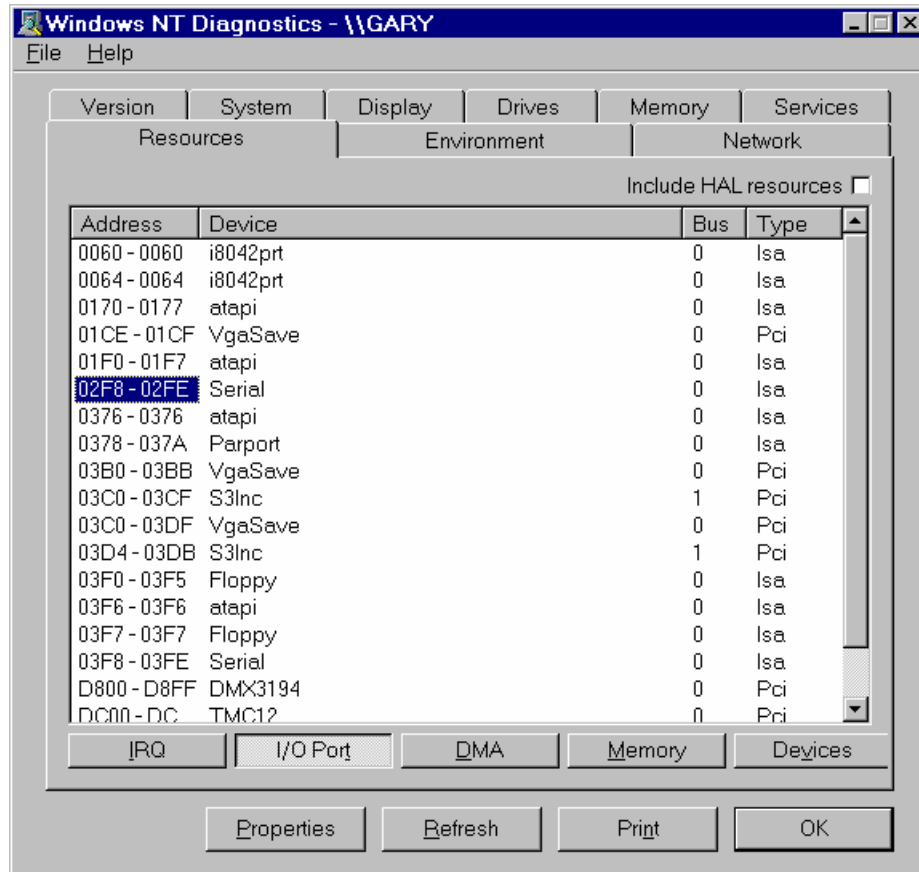 Windows NT Diagnostics - \\GARY
File Help
Version System Display Drives Memory Services
Resources Environment Network
Include HAL resources
Address Device Bus Type
0060 - 0060 i8042prt 0 Isa
0064 - 0064 i8042prt 0 Isa
0170 - 0177 atapi 0 Isa
01CE - 01CF VgaSave 0 Pci
01F0 - 01F7 atapi 0 Isa
02F8 - 02FE Serial 0 Isa
0376 - 0376 atapi 0 Isa
0378 - 037A Parport 0 Isa
03B0 - 03BB VgaSave 0 Pci
03C0 - 03CF S3Inc 1 Pci
03C0 - 03DF VgaSave 0 Pci
03D4 - 03DB S3Inc 1 Pci
03F0 - 03F5 Floppy 0 Isa
03F6 - 03F6 atapi 0 Isa
03F7 - 03F7 Floppy 0 Isa
03F8 - 03FE Serial 0 Isa
D800 - D8FF DMX3194 0 Pci
DC00 - DC TMC12 0 Pci
IRQ I/O Port DMA Memory Devices
Properties Refresh Print OK